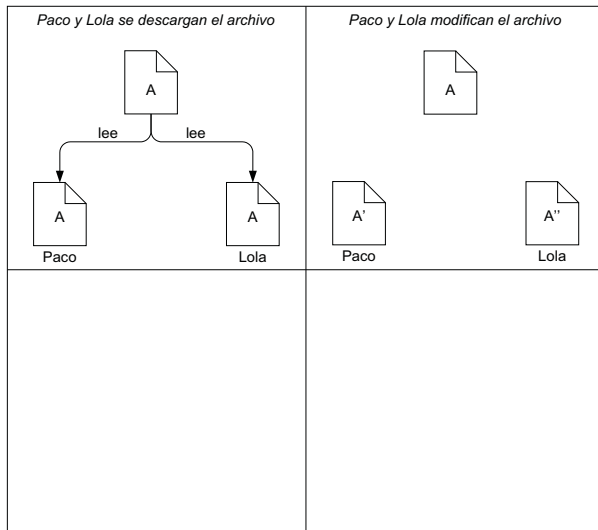 Paco y Lola se descargan el archivo
A
lee lee
A A
Paco Lola
Paco y Lola modifican el archivo
A
A' A''
Paco Lola